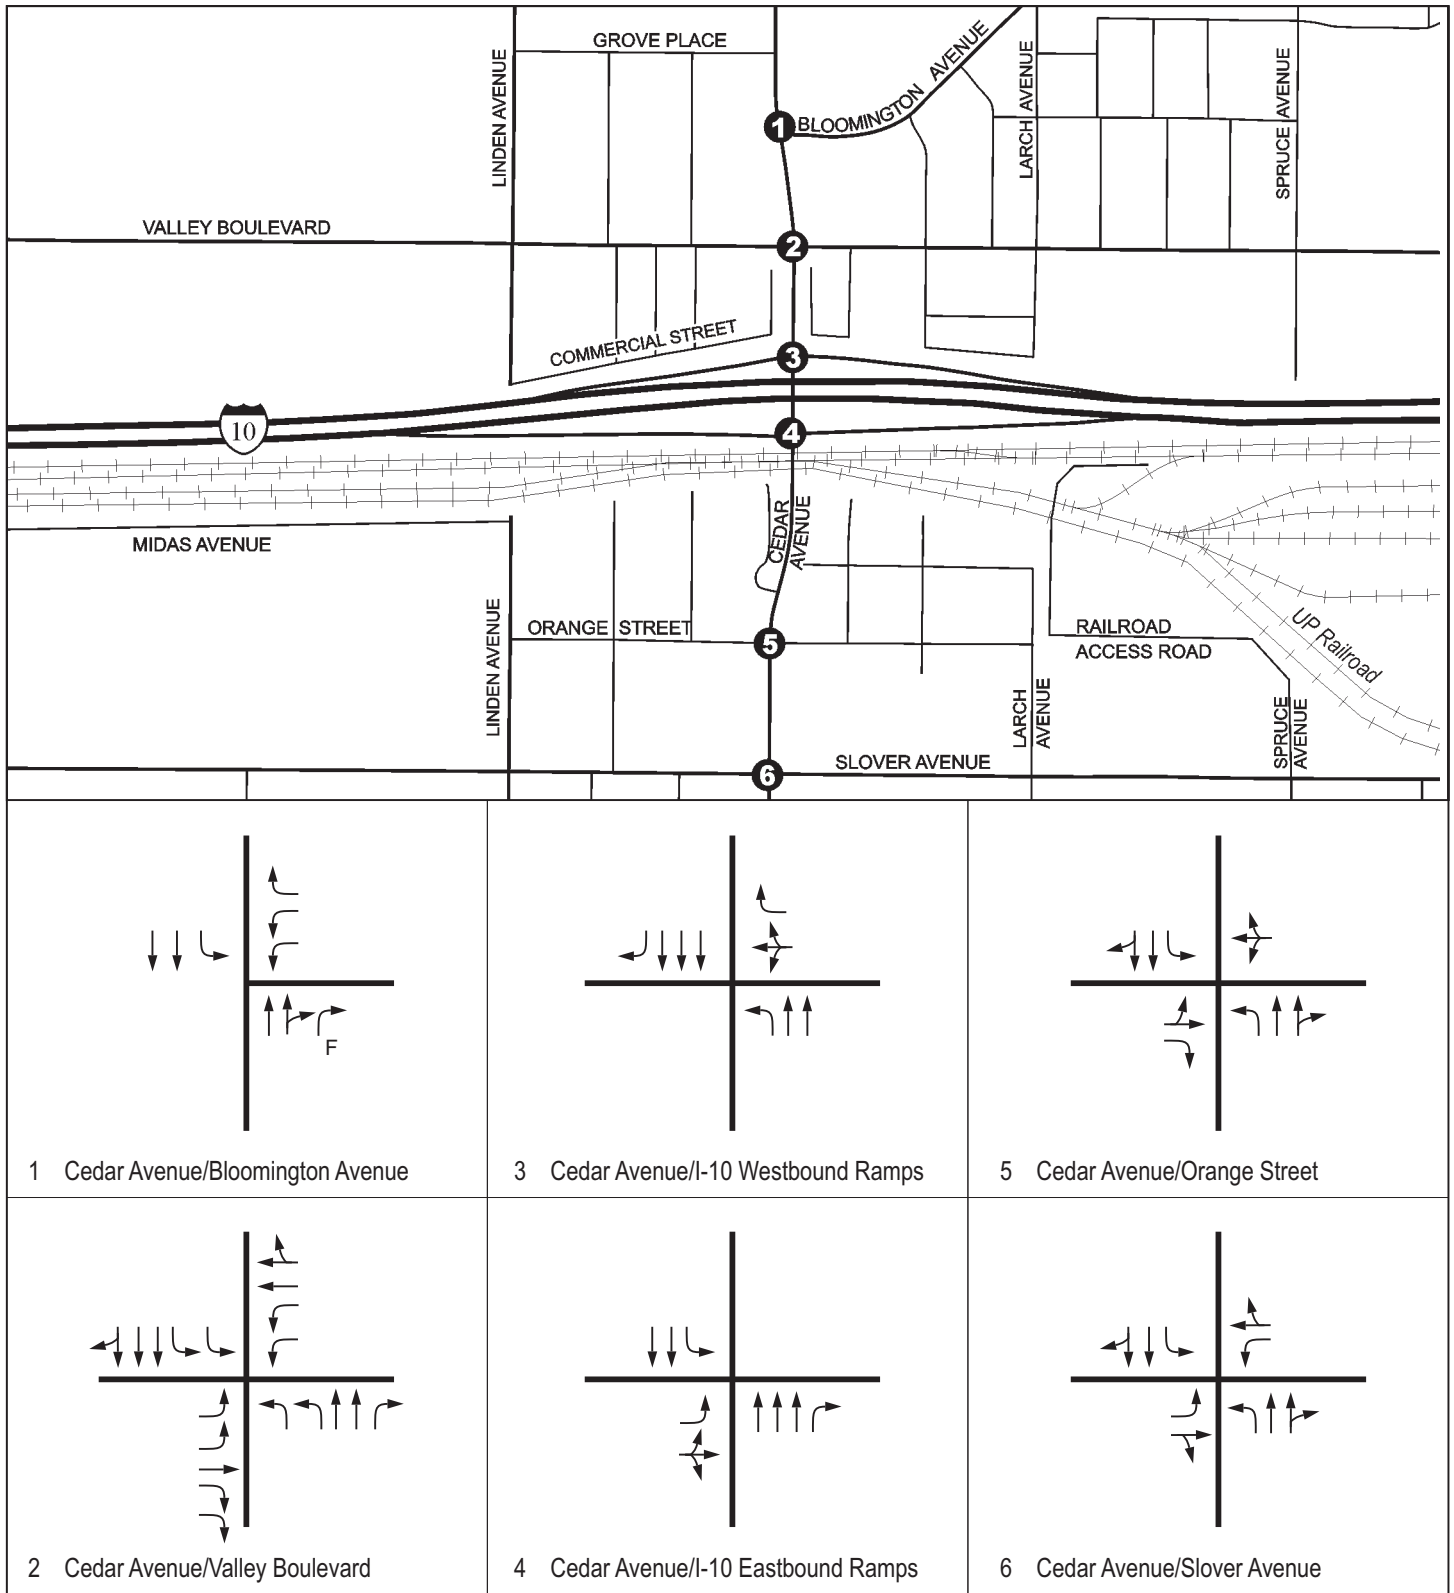 GROVE PLACE
LINDEN AVENUE
BLOOMINGTON AVENUE
LARCH AVENUE
SPRUCE AVENUE
1
VALLEY BOULEVARD
2
COMMERCIAL STREET
3
10
4
CEDAR
AVENUE
MIDAS AVENUE
LINDEN AVENUE
ORANGE STREET
5
RAILROAD
ACCESS ROAD
UP Railroad
LARCH
AVENUE
SPRUCE
AVENUE
SLOVER AVENUE
6
F
1 Cedar Avenue/Bloomington Avenue
3 Cedar Avenue/I-10 Westbound Ramps
5 Cedar Avenue/Orange Street
2 Cedar Avenue/Valley Boulevard
4 Cedar Avenue/I-10 Eastbound Ramps
6 Cedar Avenue/Slover Avenue